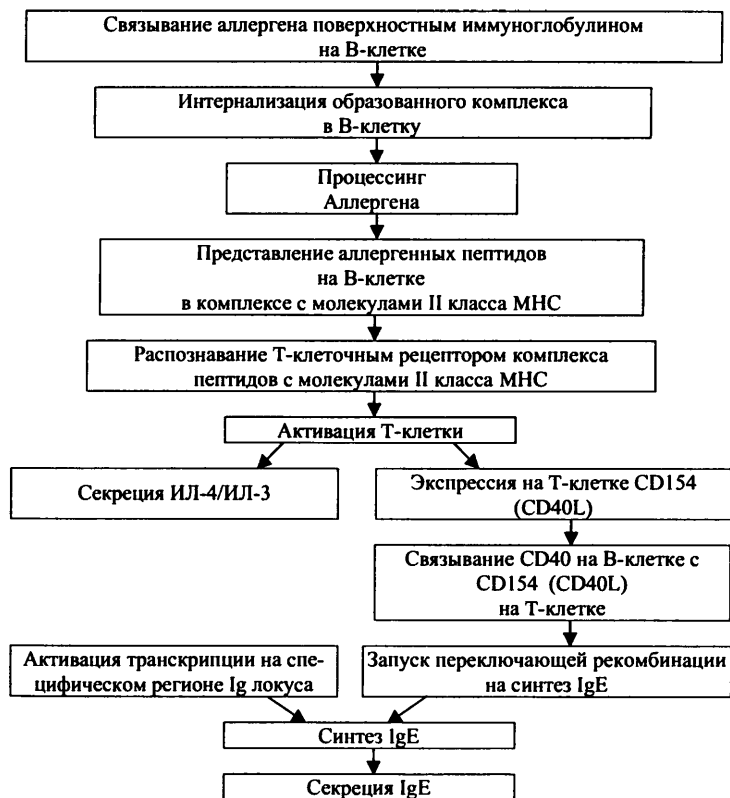 Связывание аллергена поверхностным иммуноглобулином
на В-клетке
Интернализация образованного комплекса
в В-клетку
Процессинг
Аллергена
Представление аллергенных пептидов
на В-клетке
в комплексе с молекулами II класса МНС
Распознавание Т-клеточным рецептором комплекса
пептидов с молекулами II класса МНС
Активация Т-клетки
Секреция ИЛ-4/ИЛ-3
Экспрессия на Т-клетке CD154
(CD40L)
Связывание CD40 на В-клетке с
CD154 (CD40L)
на Т-клетке
Активация транскрипции на спе-
цифическом регионе Ig локуса
Запуск переключающей рекомбинации
на синтез IgE
Синтез IgE
Секреция IgE